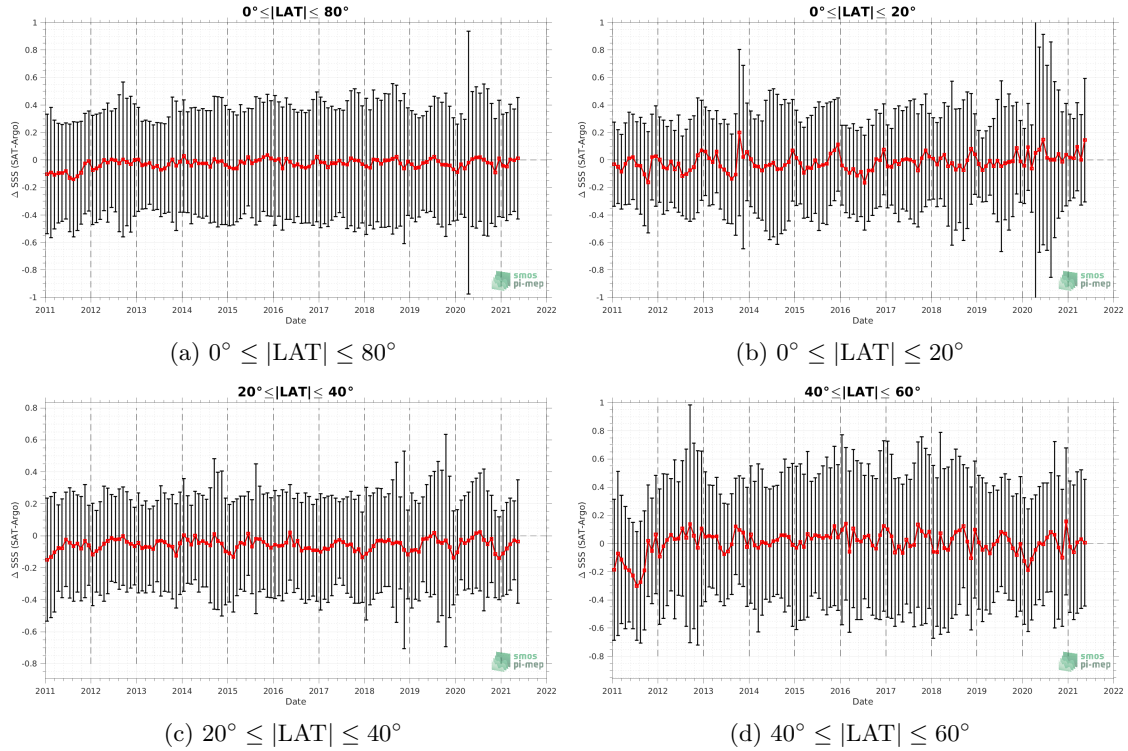 0°≤|LAT|≤ 80°
Δ SSS (SAT-Argo)
1
0.8
0.6
0.4
0.2
0
-0.2
-0.4
-0.6
-0.8
-1
2011 2012 2013 2014 2015 2016 2017 2018 2019 2020 2021 2022
Date
smos
pi-mep
(a) 0° ≤ |LAT| ≤ 80°
0°≤|LAT|≤ 20°
Δ SSS (SAT-Argo)
1
0.8
0.6
0.4
0.2
0
-0.2
-0.4
-0.6
-0.8
-1
2011 2012 2013 2014 2015 2016 2017 2018 2019 2020 2021 2022
Date
smos
pi-mep
(b) 0° ≤ |LAT| ≤ 20°
20°≤|LAT|≤ 40°
Δ SSS (SAT-Argo)
0.8
0.6
0.4
0.2
0
-0.2
-0.4
-0.6
-0.8
2011 2012 2013 2014 2015 2016 2017 2018 2019 2020 2021 2022
Date
smos
pi-mep
(c) 20° ≤ |LAT| ≤ 40°
40°≤|LAT|≤ 60°
Δ SSS (SAT-Argo)
1
0.8
0.6
0.4
0.2
0
-0.2
-0.4
-0.6
-0.8
2011 2012 2013 2014 2015 2016 2017 2018 2019 2020 2021 2022
Date
smos
pi-mep
(d) 40° ≤ |LAT| ≤ 60°